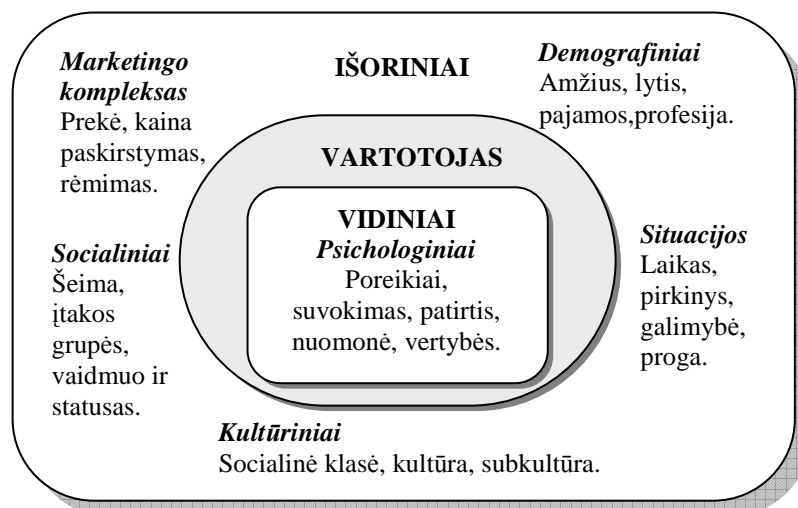 Marketingo
kompleksas
Prekė, kaina
paskirstymas,
rėmimas.
IŠORINIAI
Demografiniai
Amžius, lytis,
pajamos,profesija.
VARTOTOJAS
VIDINIAI
Psichologiniai
Poreikiai,
suvokimas, patirtis,
nuomonė, vertybės.
Socialiniai
Šeima,
įtakos
grupės,
vaidmuo ir
statusas.
Situacijos
Laikas,
pirkinys,
galimybė,
proga.
Kultūriniai
Socialinė klasė, kultūra, subkultūra.